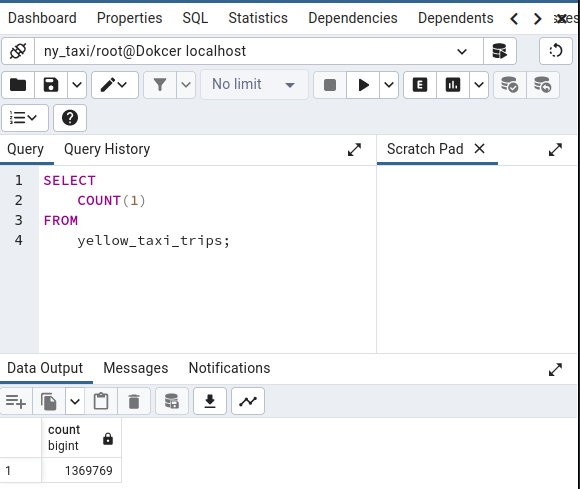 Dashboard Properties SQL Statistics Dependencies Dependents
ny_taxi/root@Dokcer localhost
No limit
E
Query Query History Scratch Pad
1 SELECT
2 COUNT(1)
3 FROM
4 yellow_taxi_trips;
Data Output Messages Notifications
count
bigint
1 1369769